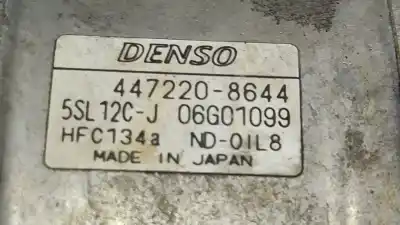 DENSO
447220-8644
5SL12C-J 06G01099
HFC134a ND-OIL8
MADE IN JAPAN